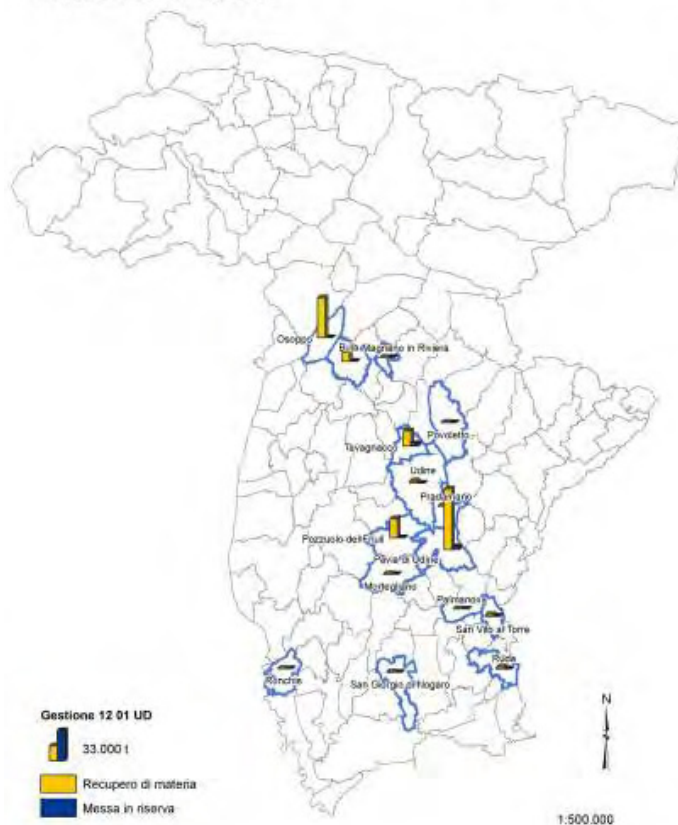 Osoppo
Magnano in Riviera
Povoletto
Tavagnacco
Udine
Pradamano
Pozzuolo del Friuli
Pavia di Udine
Mortegliano
Palmanova
San Vito al Torre
Ruda
Ronchis
San Giorgio di Nogaro
N
Gestione 12 01 UD
33.000 t
Recupero di materia
Messa in riserva
1:500.000